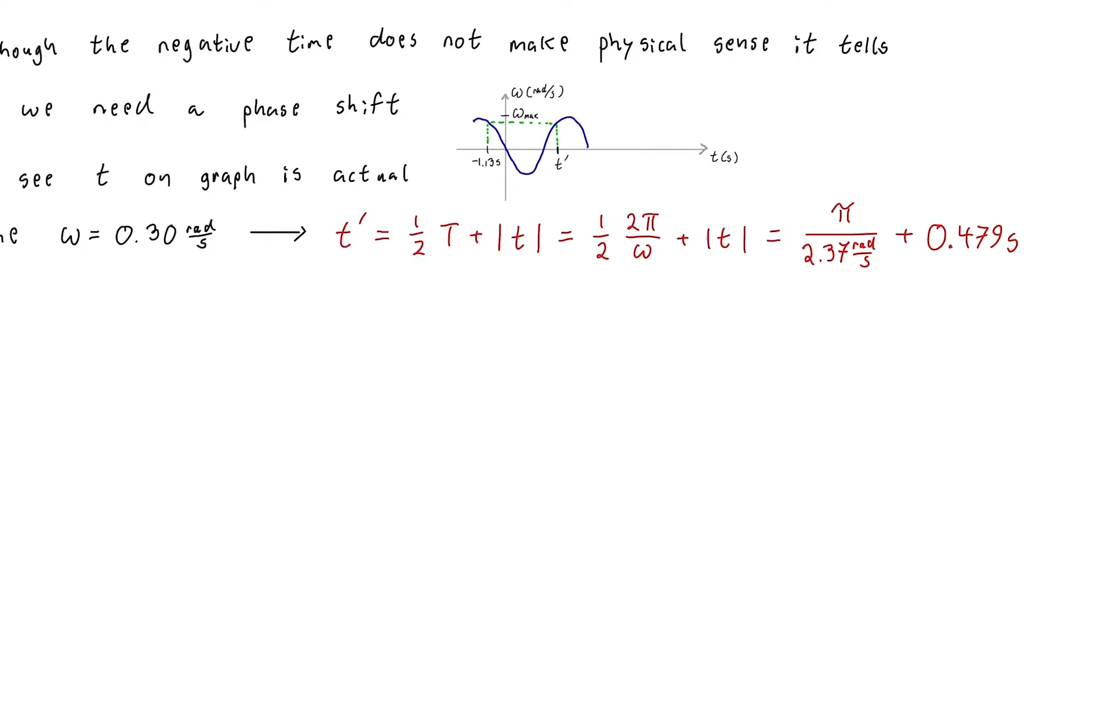 though the negative time does not make physical sense it tells
we need a phase shift
ω (rad/s)
ωmax
-1.13s
t'
t(s)
see t on graph is actual
ω = 0.30 rad/s → t' = 1/2 T + |t| = 1/2 2π/ω + |t| = π/2.37 rad/s + 0.479s